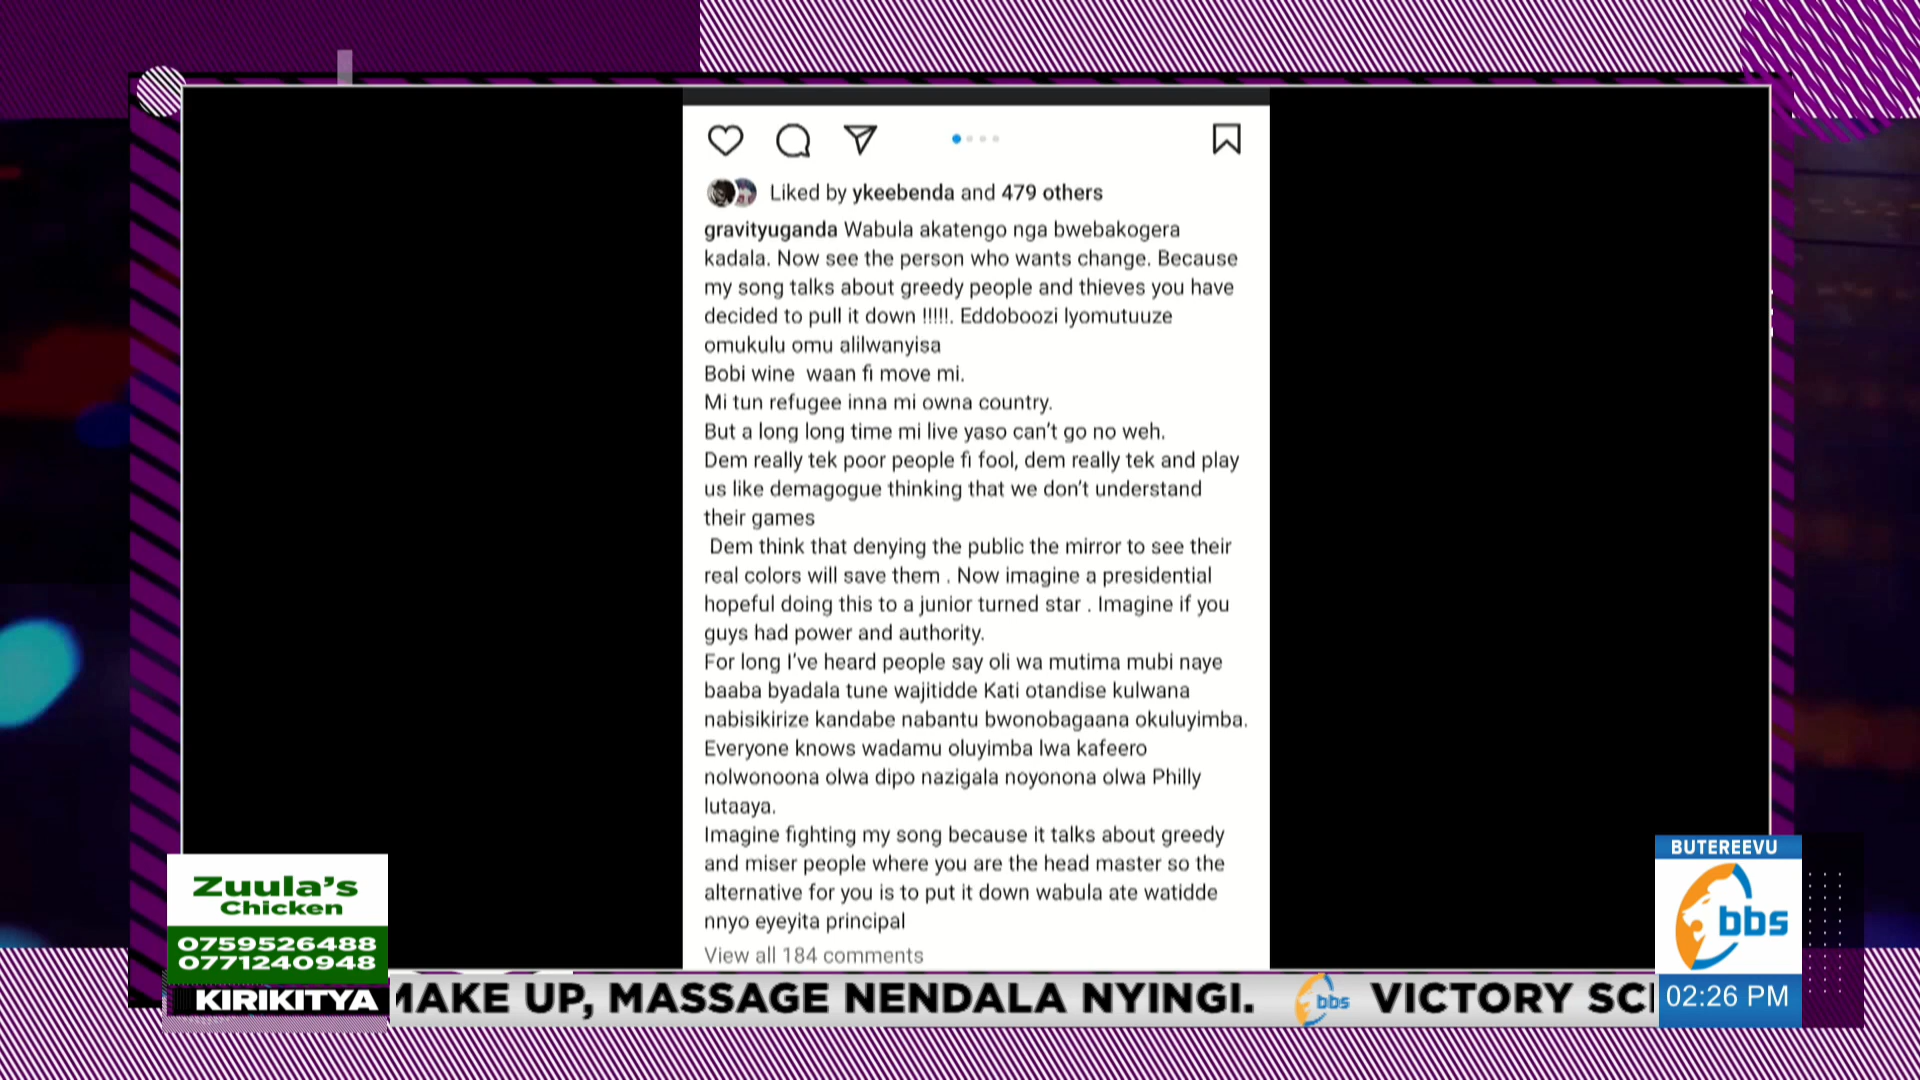 Liked by ykeebenda and 479 others
gravityuganda Wabula akatengo nga bwebakogera
kadala. Now see the person who wants change. Because
my song talks about greedy people and thieves you have
decided to pull it down !!!!!. Eddoboozi lyomutuuze
omukulu omu alilwanyisa
Bobi wine waan fi move mi.
Mi tun refugee inna mi owna country.
But a long long time mi live yaso can't go no weh.
Dem really tek poor people fi fool, dem really tek and play
us like demagogue thinking that we don't understand
their games
Dem think that denying the public the mirror to see their
real colors will save them . Now imagine a presidential
hopeful doing this to a junior turned star . Imagine if you
guys had power and authority.
For long I've heard people say oli wa mutima mubi naye
baaba byadala tune wajitidde Kati otandise kulwana
nabisikirize kandabe nabantu bwonobagaana okuluyimba.
Everyone knows wadamu oluyimba lwa kafeero
nolwonoona olwa dipo nazigala noyonona olwa Philly
lutaaya.
Imagine fighting my song because it talks about greedy
and miser people where you are the head master so the
alternative for you is to put it down wabula ate watidde
nnyo eyeyita principal
View all 184 comments
Zuula's
Chicken
0759526488
0771240948
KIRIKITYA
MAKE UP, MASSAGE NENDALA NYINGI.
bbs
VICTORY SC
BUTEREEVU
bbs
02:26 PM